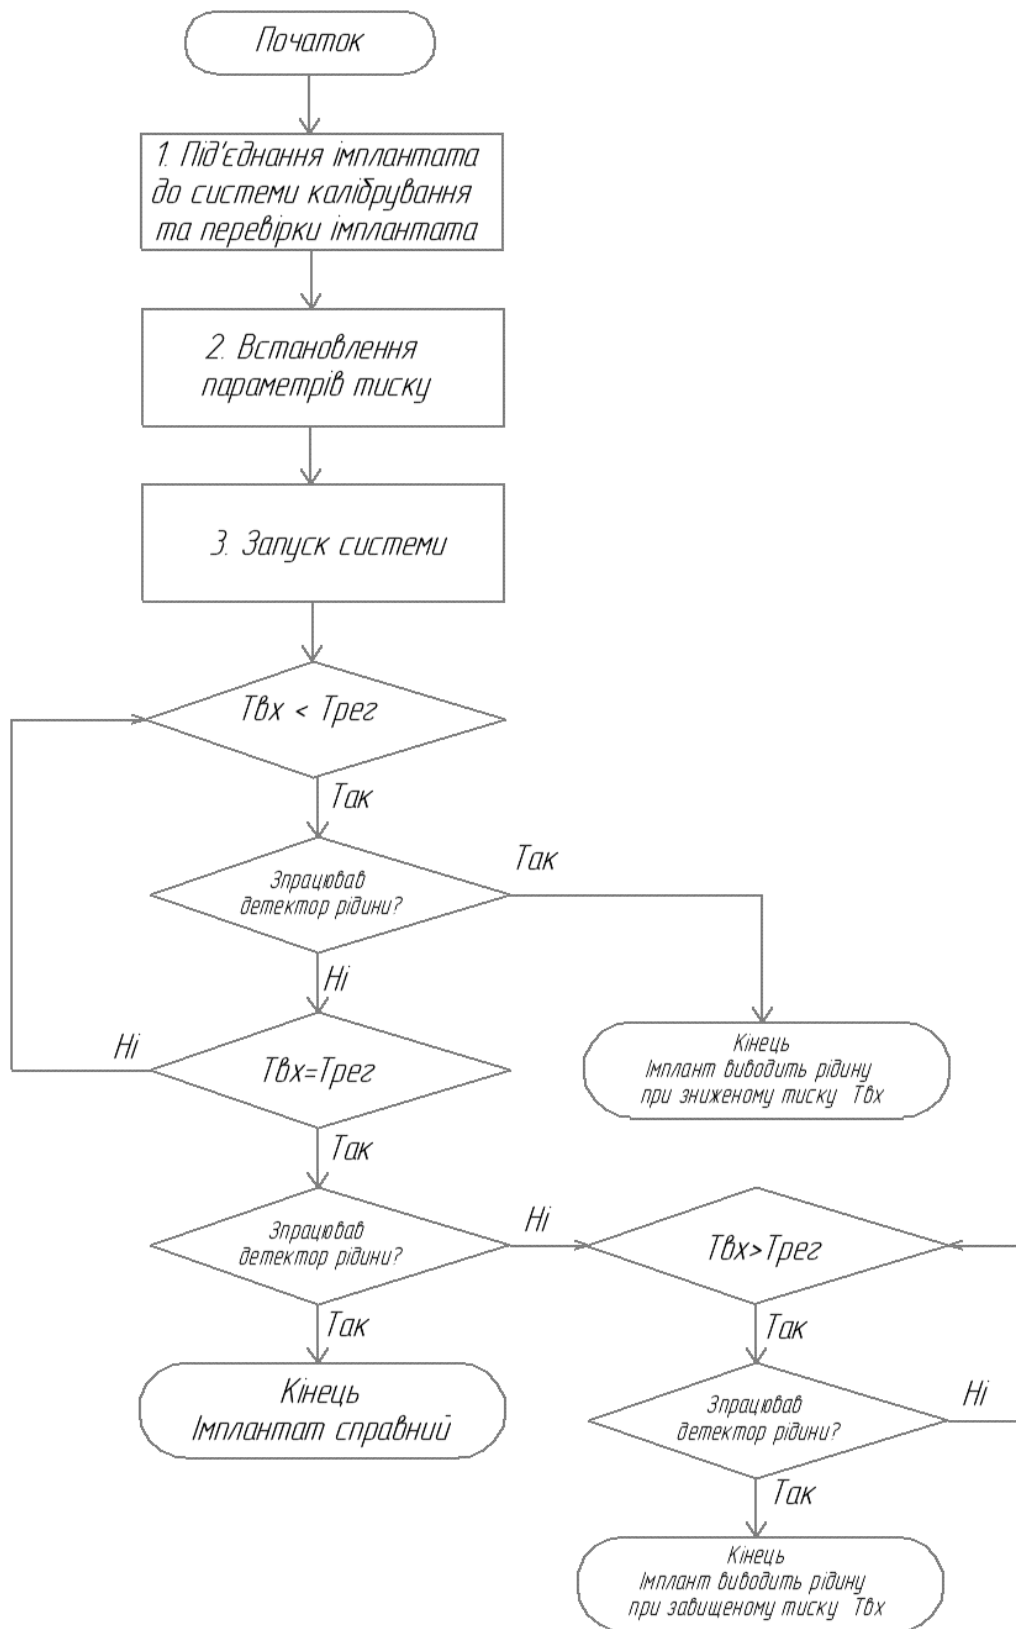 Початок
1. Під'єднання імплантата
до системи калібрування
та перевірки імплантата
2. Встановлення
параметрів тиску
3. Запуск системи
Твх < Трег
Так
Зпрацював
детектор рідини?
Так
Ні
Твх=Трег
Ні
Кінець
Імплант виводить рідину
при зниженому тиску Твх
Так
Зпрацював
детектор рідини?
Ні
Твх>Трег
Так
Так
Кінець
Імплантат справний
Зпрацював
детектор рідини?
Ні
Так
Кінець
Імплант виводить рідину
при завищеному тиску Твх